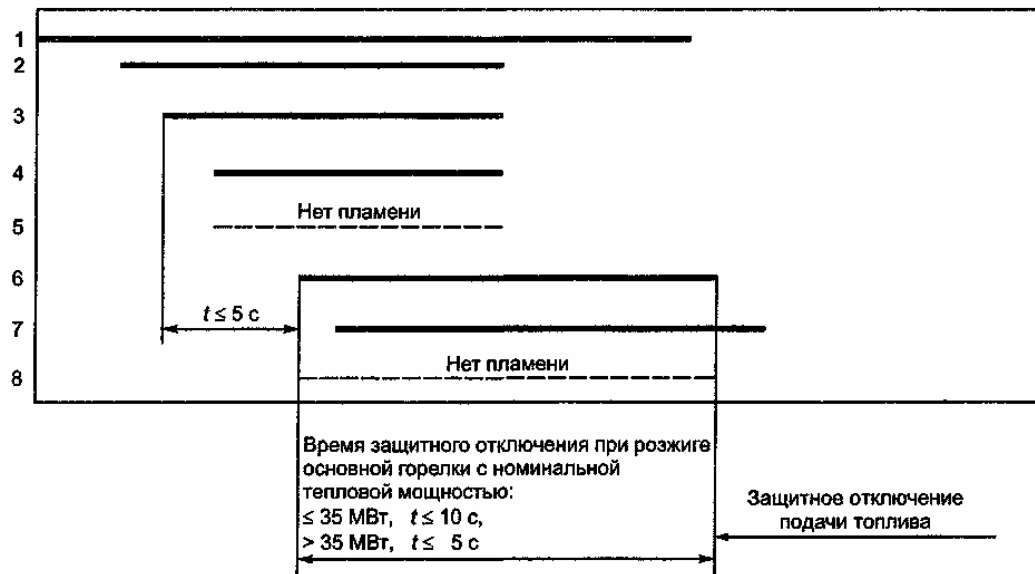 1
2
3
4
Нет пламени
5
6
t ≤ 5 с
7
Нет пламени
8
Время защитного отключения при розжиге
основной горелки с номинальной
тепловой мощностью:
≤ 35 МВт, t ≤ 10 с,
> 35 МВт, t ≤ 5 с
Защитное отключение
подачи топлива